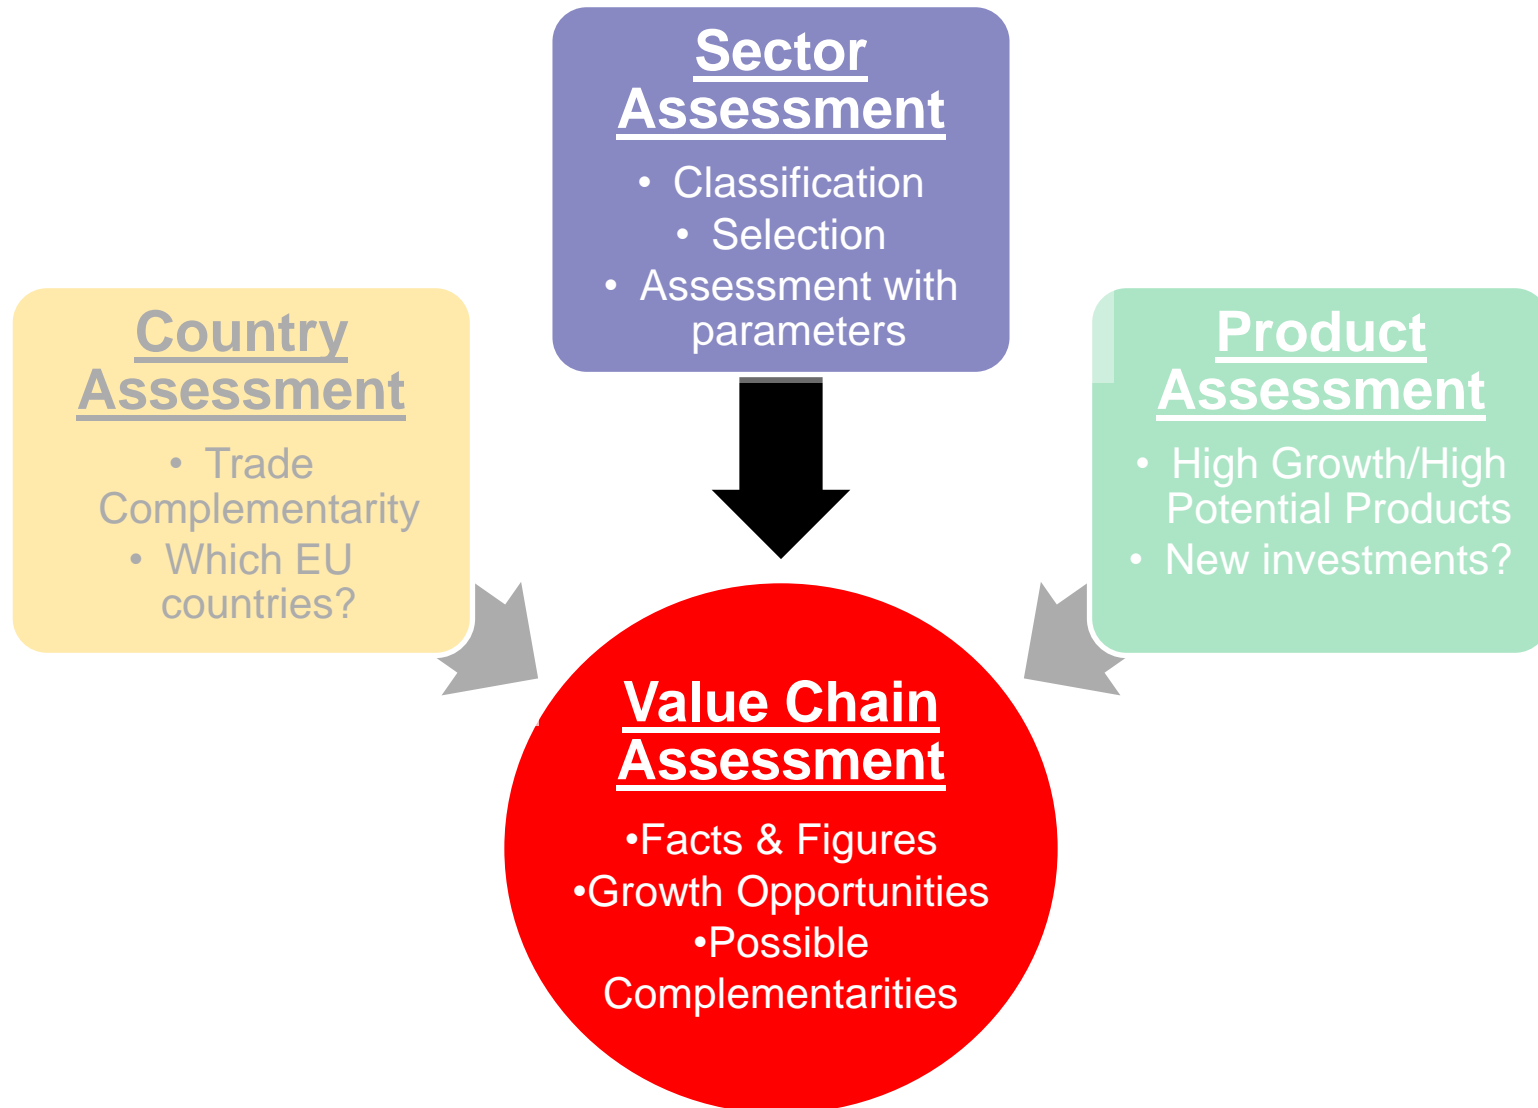 Sector
Assessment
• Classification
• Selection
• Assessment with
parameters
Country
Assessment
• Trade
Complementarity
• Which EU
countries?
Product
Assessment
• High Growth/High
Potential Products
• New investments?
Value Chain
Assessment
•Facts & Figures
•Growth Opportunities
•Possible
Complementarities